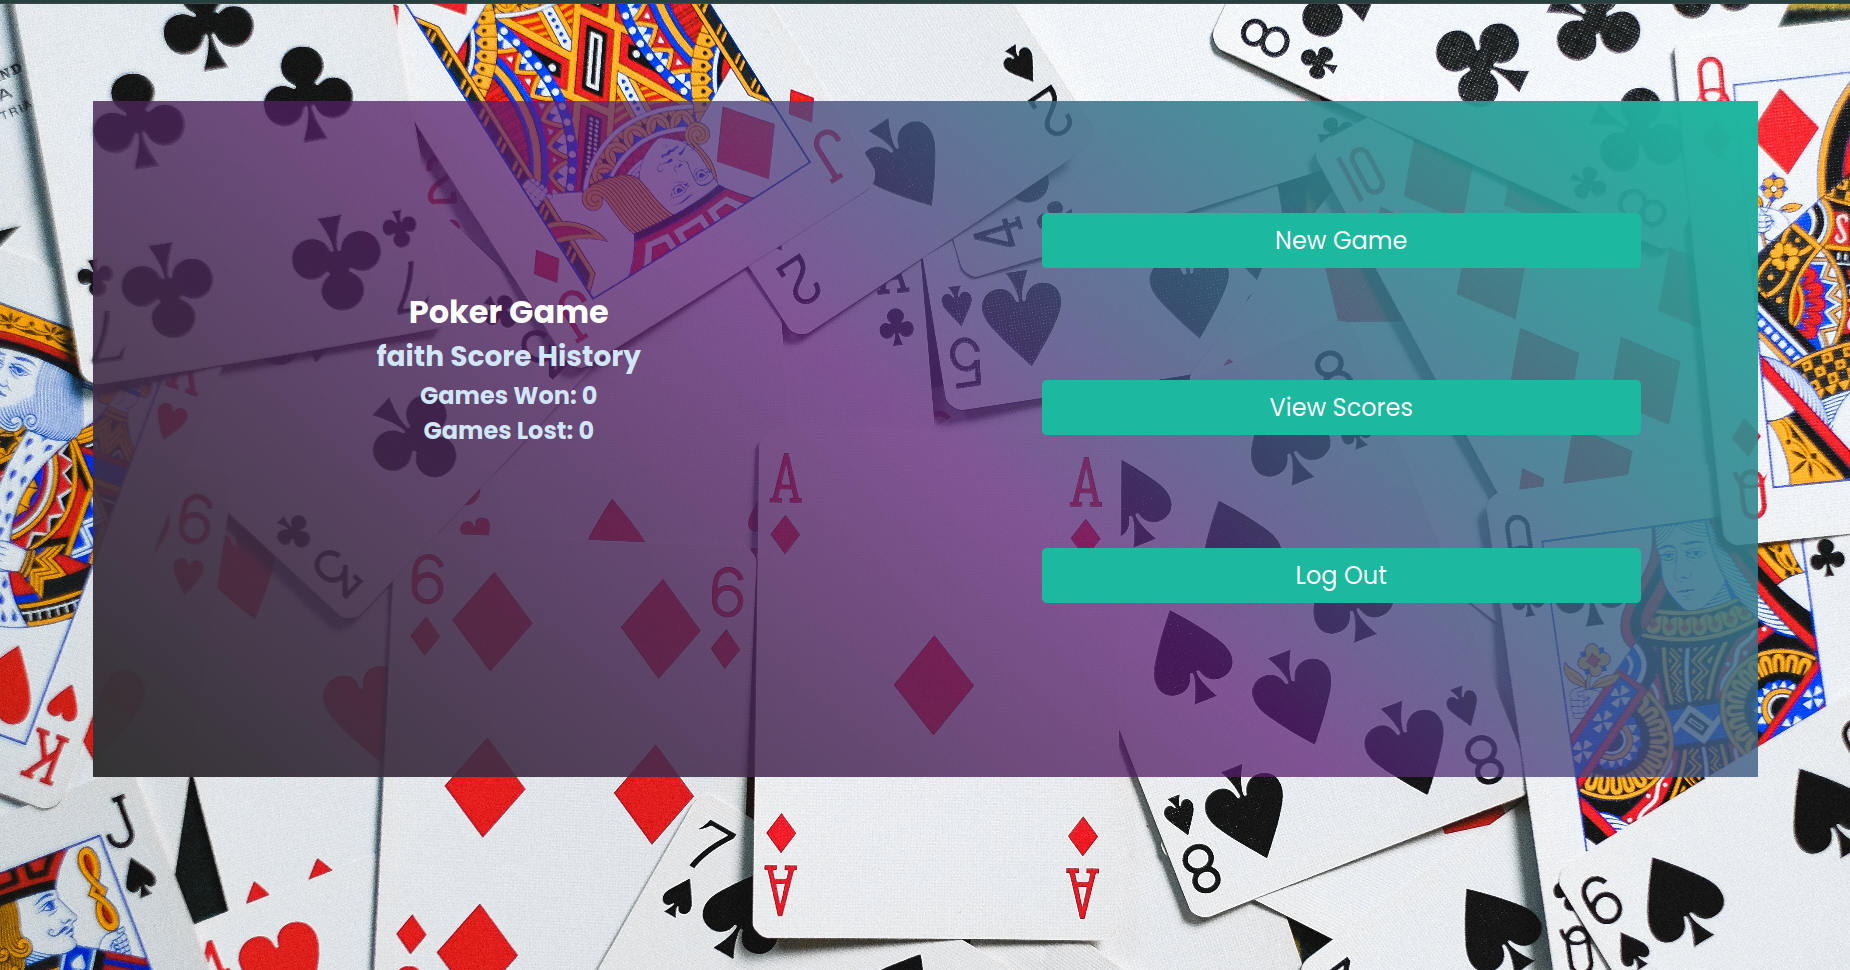 Poker Game
faith Score History
Games Won: 0
Games Lost: 0
New Game
View Scores
Log Out